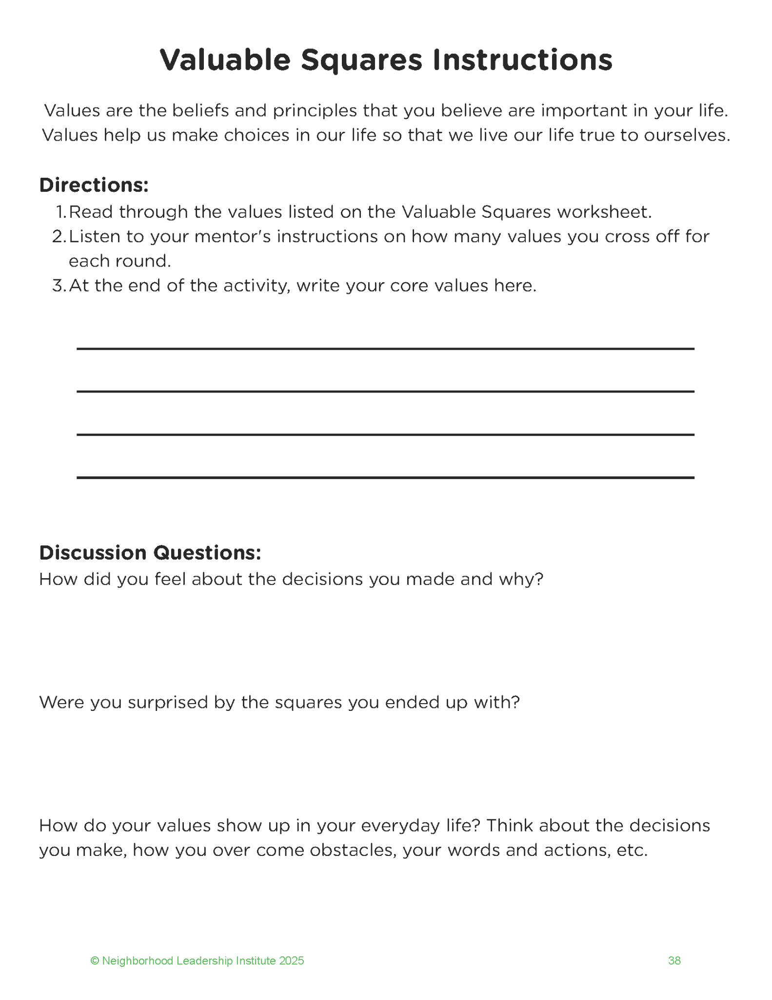 Valuable Squares Instructions
Values are the beliefs and principles that you believe are important in your life.
Values help us make choices in our life so that we live our life true to ourselves.
Directions:
1. Read through the values listed on the Valuable Squares worksheet.
2. Listen to your mentor's instructions on how many values you cross off for
each round.
3. At the end of the activity, write your core values here.
Discussion Questions:
How did you feel about the decisions you made and why?
Were you surprised by the squares you ended up with?
How do your values show up in your everyday life? Think about the decisions
you make, how you over come obstacles, your words and actions, etc.
© Neighborhood Leadership Institute 2025 38